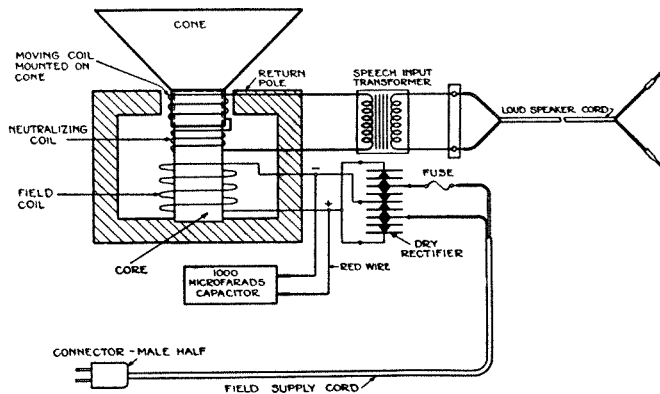 CONE
MOVING COIL
MOUNTED ON
CONE
RETURN
POLE
SPEECH INPUT
TRANSFORMER
LOUD SPEAKER CORD
NEUTRALIZING
COIL
FUSE
FIELD
COIL
–
+
DRY
RECTIFIER
CORE
RED WIRE
1000
MICROFARADS
CAPACITOR
CONNECTOR - MALE HALF
FIELD SUPPLY CORD